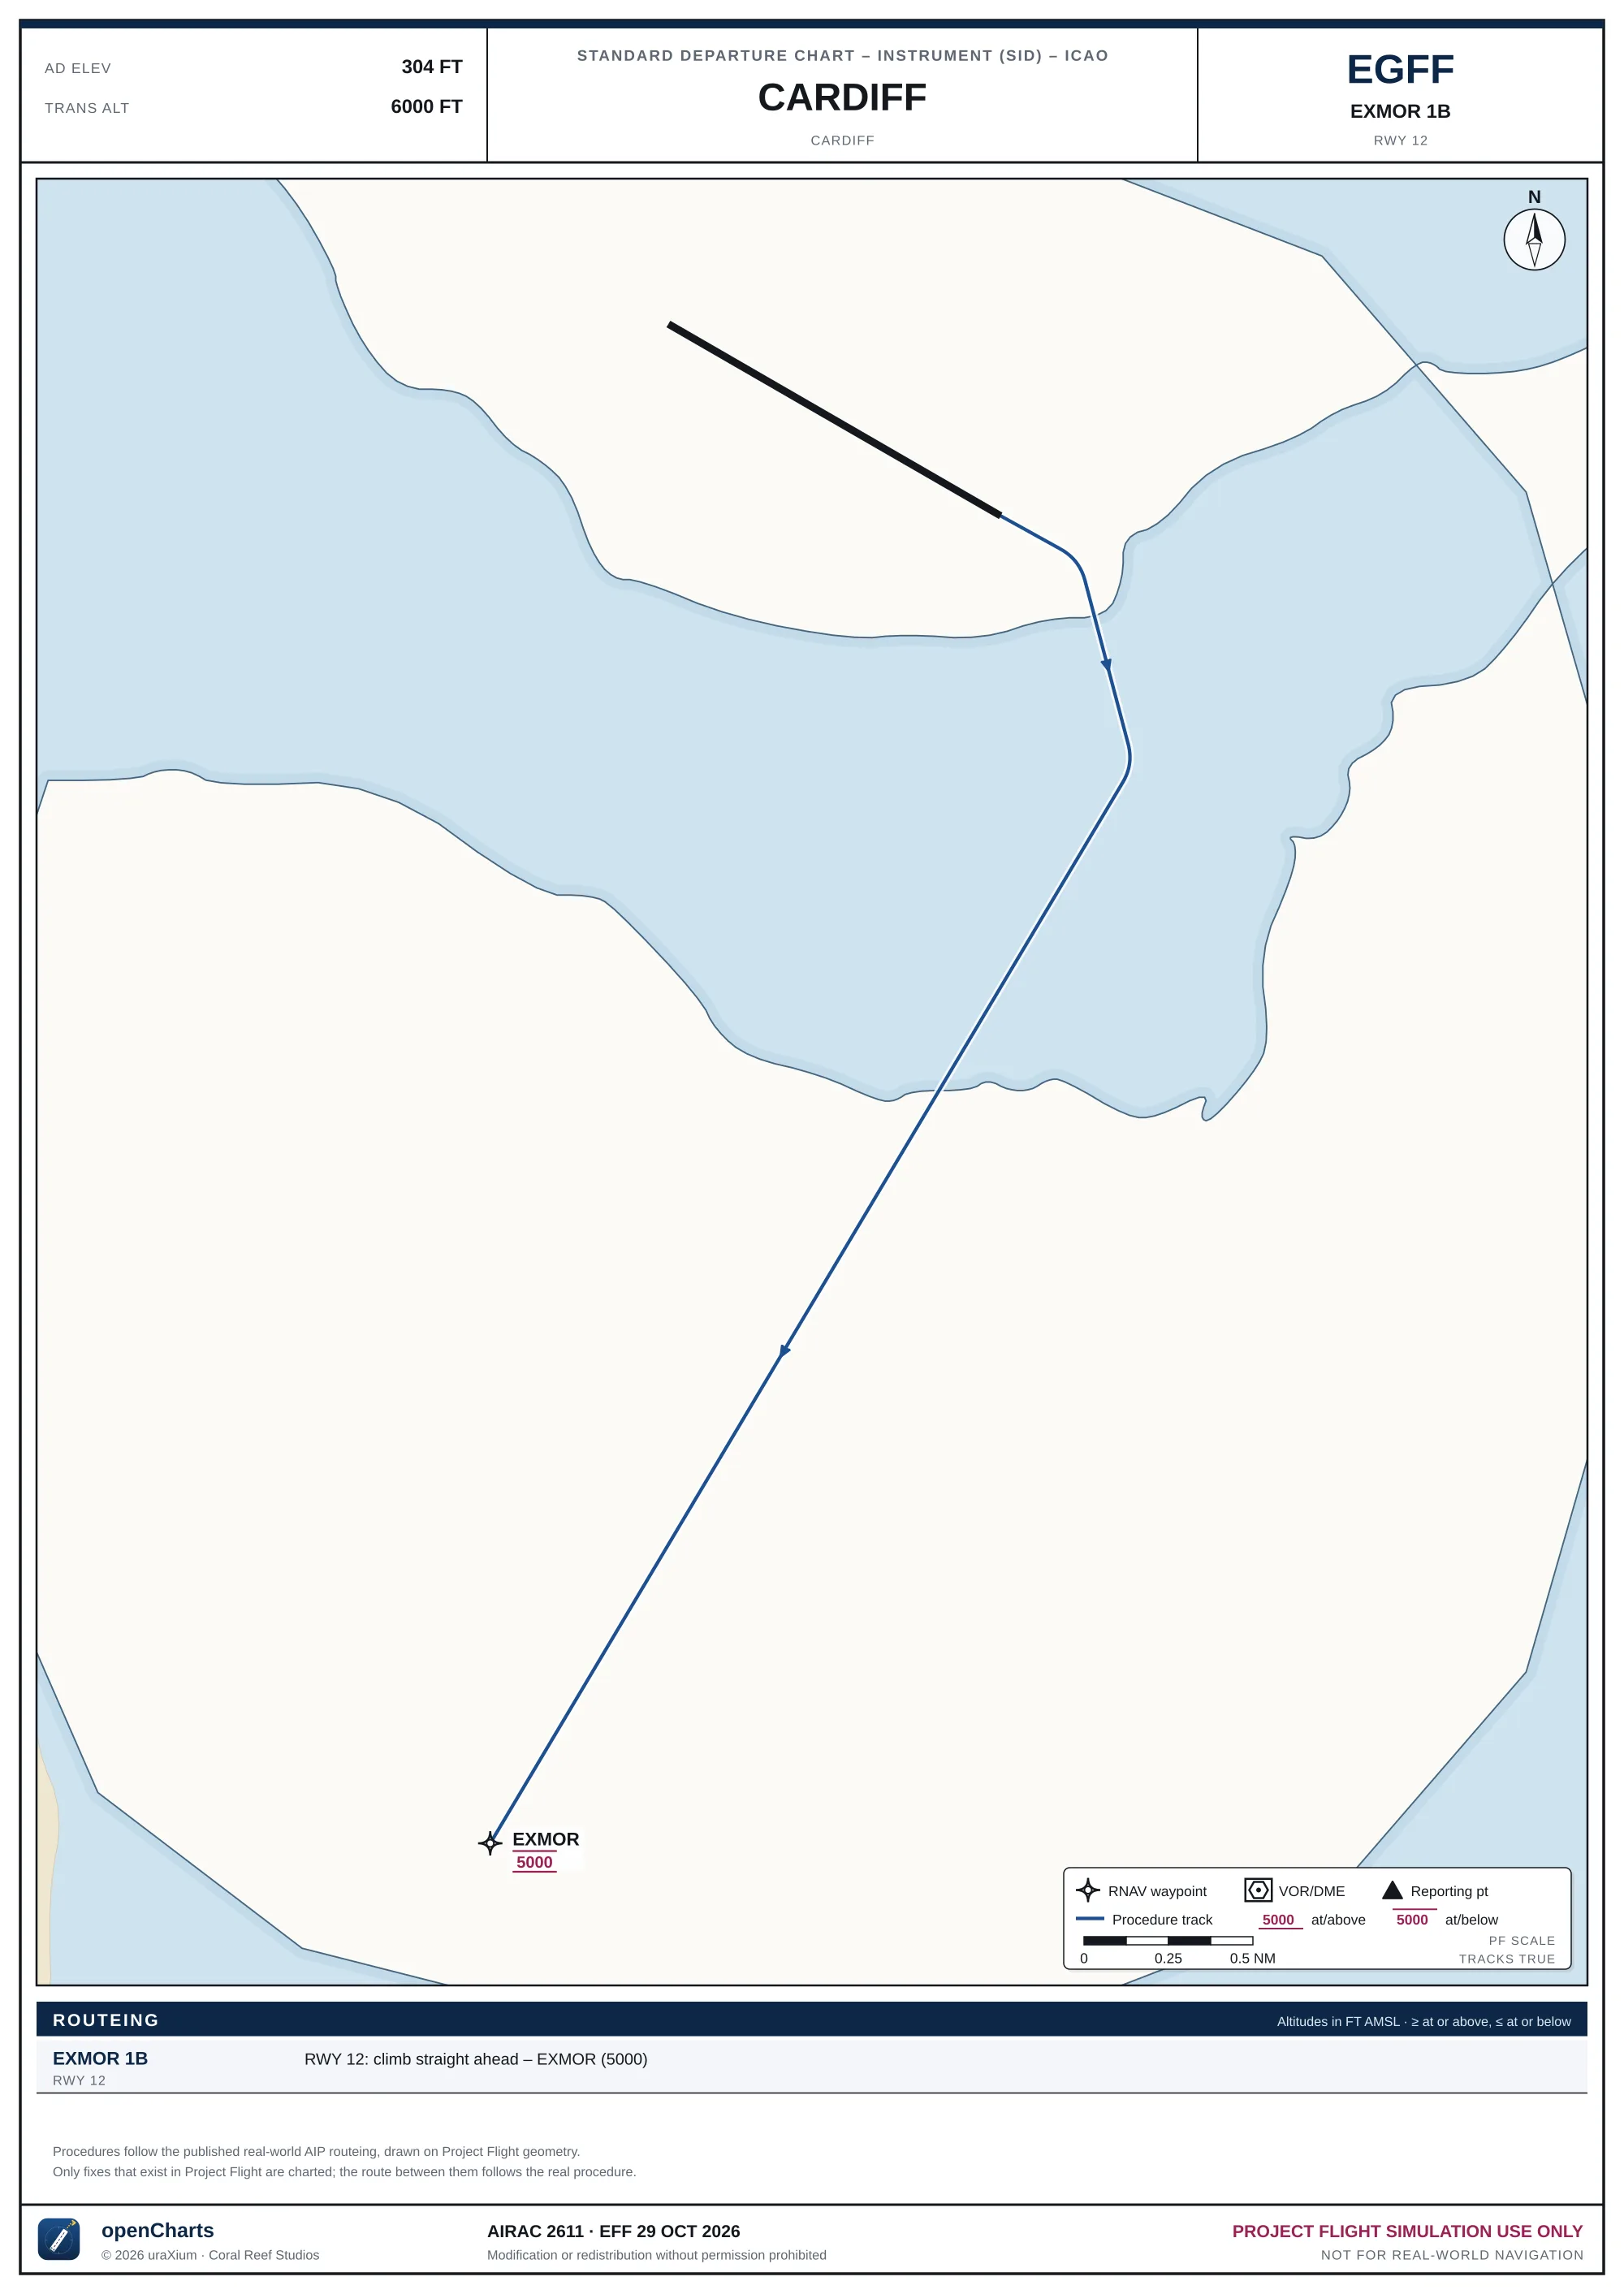 AD ELEV 304 FT
TRANS ALT 6000 FT
STANDARD DEPARTURE CHART – INSTRUMENT (SID) – ICAO
CARDIFF
CARDIFF
EGFF
EXMOR 1B
RWY 12
N
EXMOR
5000
RNAV waypoint VOR/DME Reporting pt
Procedure track 5000 at/above 5000 at/below
PF SCALE
0 0.25 0.5 NM TRACKS TRUE
ROUTEING Altitudes in FT AMSL · ≥ at or above, ≤ at or below
EXMOR 1B RWY 12: climb straight ahead – EXMOR (5000)
RWY 12
Procedures follow the published real-world AIP routeing, drawn on Project Flight geometry.
Only fixes that exist in Project Flight are charted; the route between them follows the real procedure.
openCharts AIRAC 2611 · EFF 29 OCT 2026 PROJECT FLIGHT SIMULATION USE ONLY
© 2026 uraXium · Coral Reef Studios Modification or redistribution without permission prohibited NOT FOR REAL-WORLD NAVIGATION